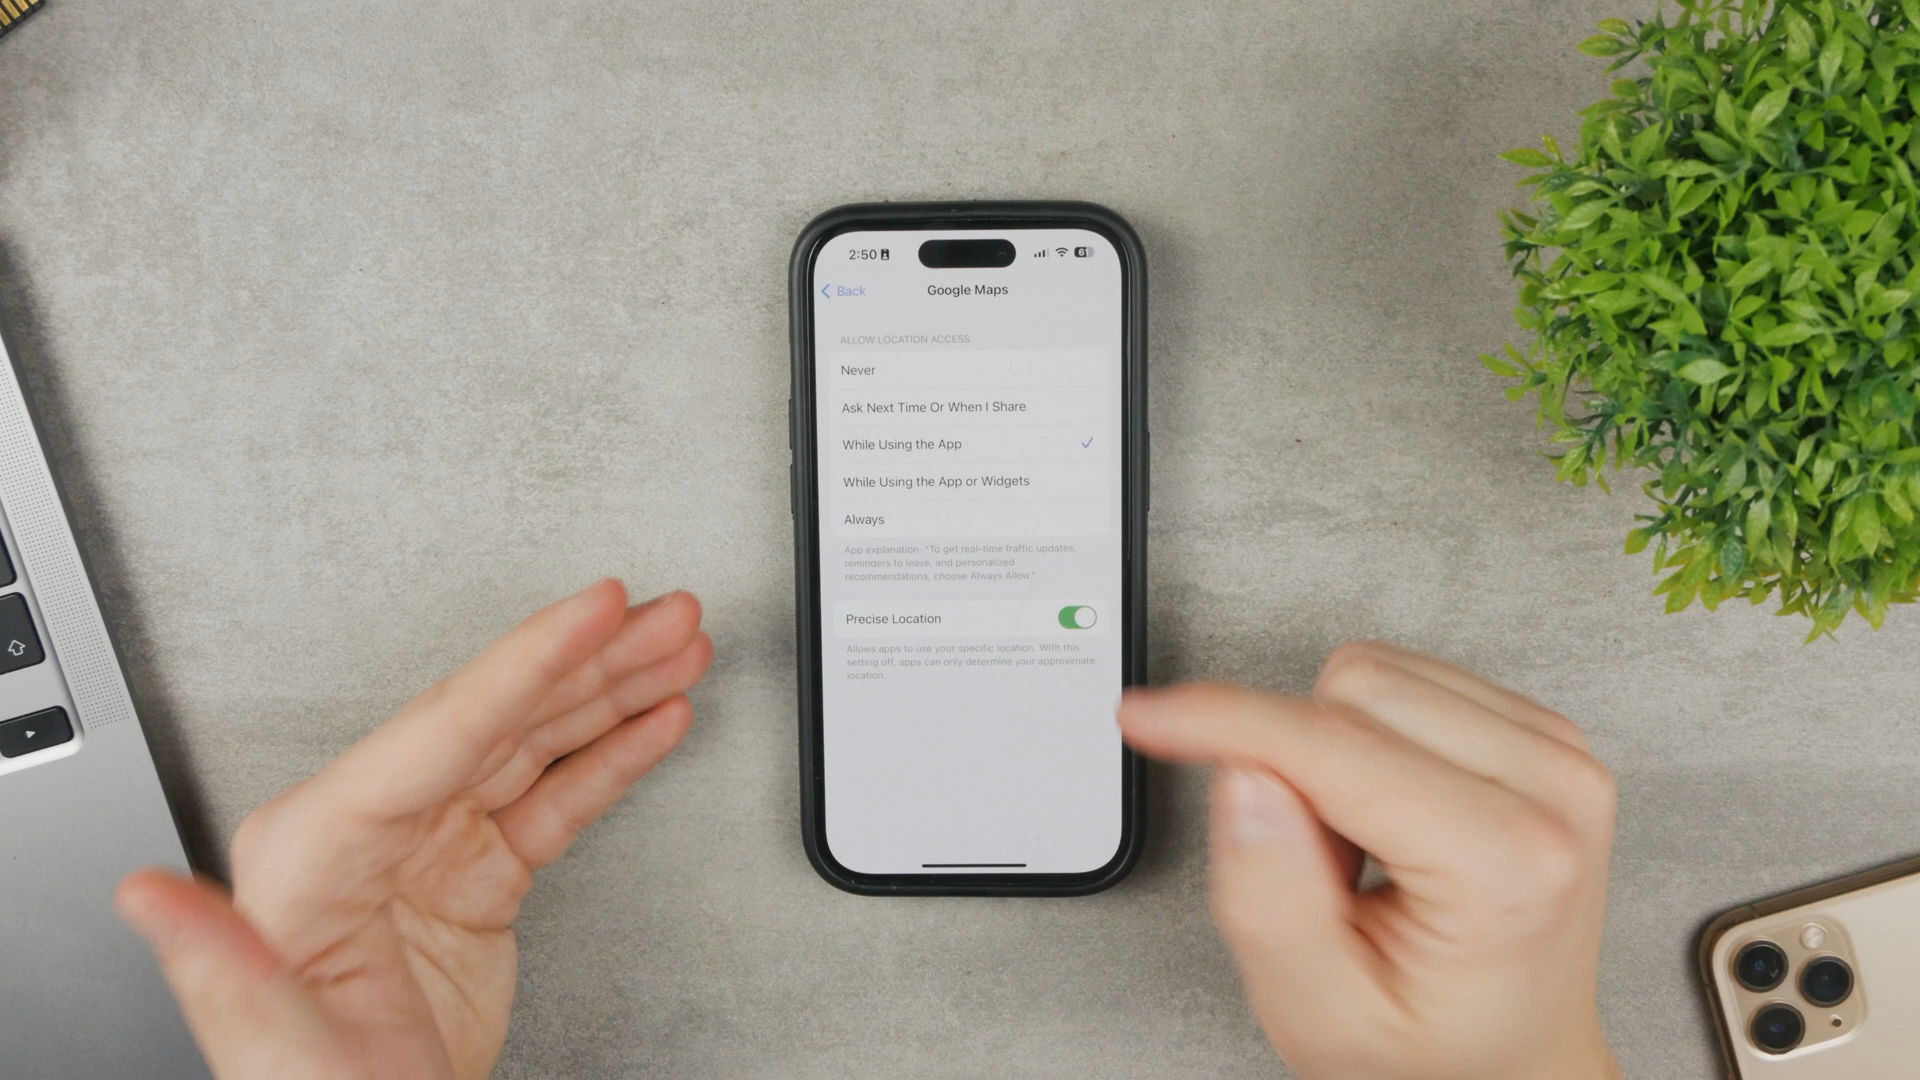 2:50
61
Back
Google Maps
ALLOW LOCATION ACCESS
Never
Ask Next Time Or When I Share
While Using the App
While Using the App or Widgets
Always
App explanation: “To get real-time traffic updates,
reminders to leave, and personalized
recommendations, choose Always Allow.”
Precise Location
Allows apps to use your specific location. With this
setting off, apps can only determine your approximate
location.